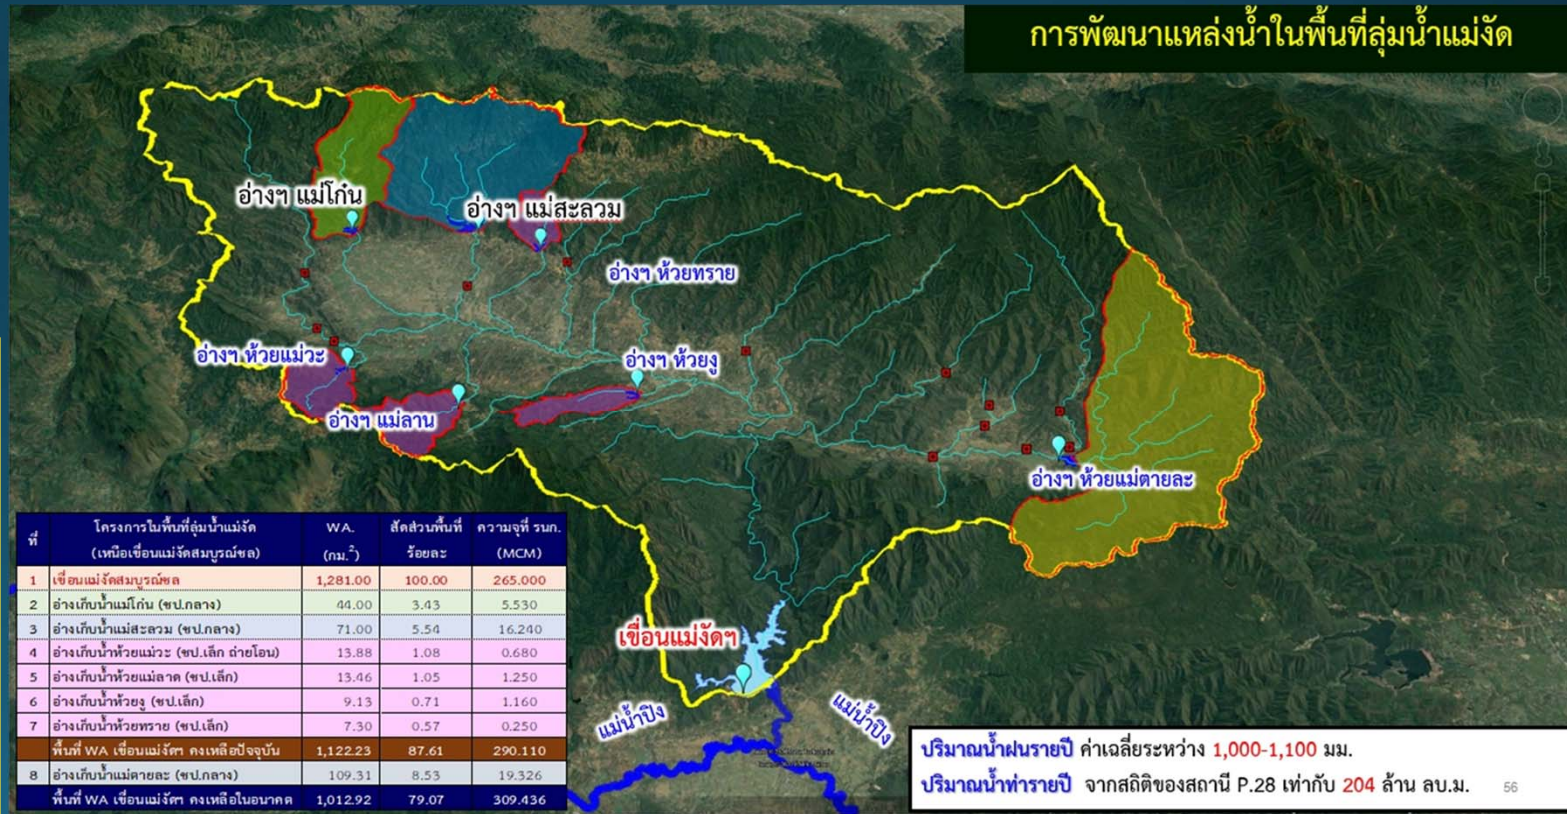 การพัฒนาแหล่งน้ำในพื้นที่ลุ่มน้ำแม่งัด
อ่างฯ แม่โก๋น
อ่างฯ แม่สะลวม
อ่างฯ ห้วยทราย
อ่างฯ ห้วยแม่วะ
อ่างฯ ห้วยงู
อ่างฯ แม่ลาน
อ่างฯ ห้วยแม่ตายละ
เขื่อนแม่งัดฯ
แม่น้ำปิง
แม่น้ำปิง
ที่ โครงการในพื้นที่ลุ่มน้ำแม่งัด (เหนือเขื่อนแม่งัดสมบูรณ์ชล) WA. (กม.²) สัดส่วนพื้นที่ ร้อยละ ความจุที่ รนก. (MCM)
1 เขื่อนแม่งัดสมบูรณ์ชล 1,281.00 100.00 265.000
2 อ่างเก็บน้ำแม่โก๋น (ชป.กลาง) 44.00 3.43 5.530
3 อ่างเก็บน้ำแม่สะลวม (ชป.กลาง) 71.00 5.54 16.240
4 อ่างเก็บน้ำห้วยแม่วะ (ชป.เล็ก ถ่ายโอน) 13.88 1.08 0.680
5 อ่างเก็บน้ำห้วยแม่ลาด (ชป.เล็ก) 13.46 1.05 1.250
6 อ่างเก็บน้ำห้วยงู (ชป.เล็ก) 9.13 0.71 1.160
7 อ่างเก็บน้ำห้วยทราย (ชป.เล็ก) 7.30 0.57 0.250
พื้นที่ WA เขื่อนแม่งัดฯ คงเหลือปัจจุบัน 1,122.23 87.61 290.110
8 อ่างเก็บน้ำแม่ตายละ (ชป.กลาง) 109.31 8.53 19.326
พื้นที่ WA เขื่อนแม่งัดฯ คงเหลือในอนาคต 1,012.92 79.07 309.436
ปริมาณน้ำฝนรายปี ค่าเฉลี่ยระหว่าง 1,000-1,100 มม.
ปริมาณน้ำท่ารายปี จากสถิติของสถานี P.28 เท่ากับ 204 ล้าน ลบ.ม.
56